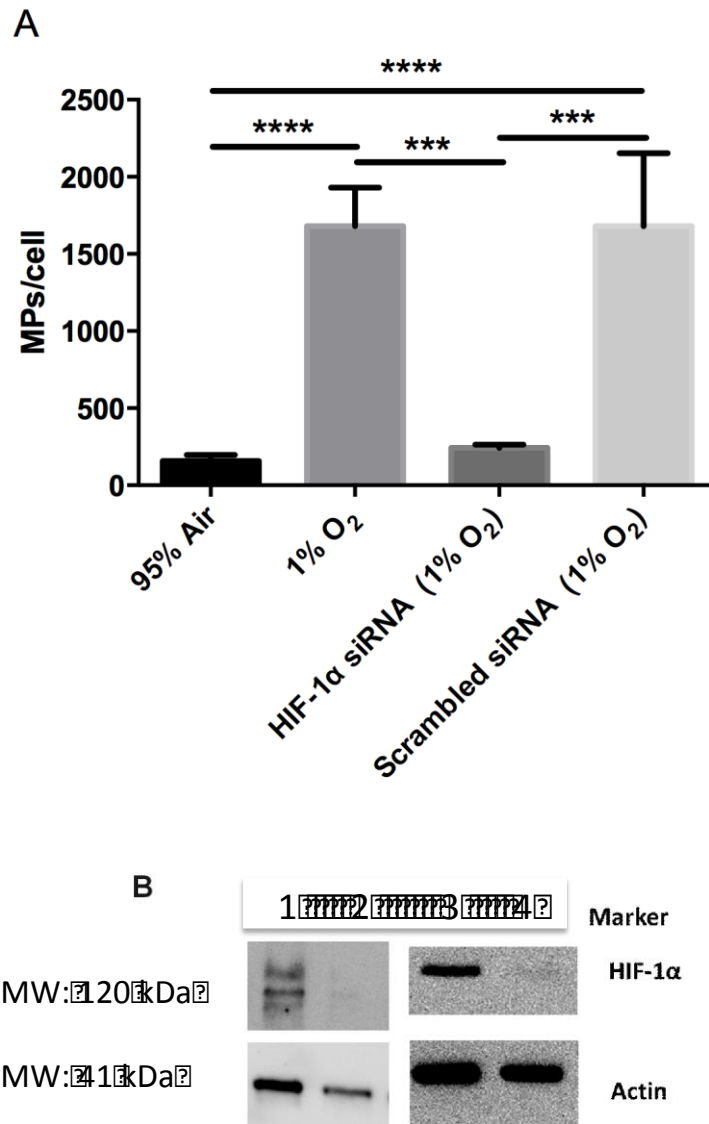 A
****
2500
**** *** ***
2000
1500
1000
500
0
MPs/cell
95% Air
1% O₂
HIF-1α siRNA (1% O₂)
Scrambled siRNA (1% O₂)
B
1 2 3 4
Marker
HIF-1α
MW: 120 kDa
MW: 41 kDa
Actin